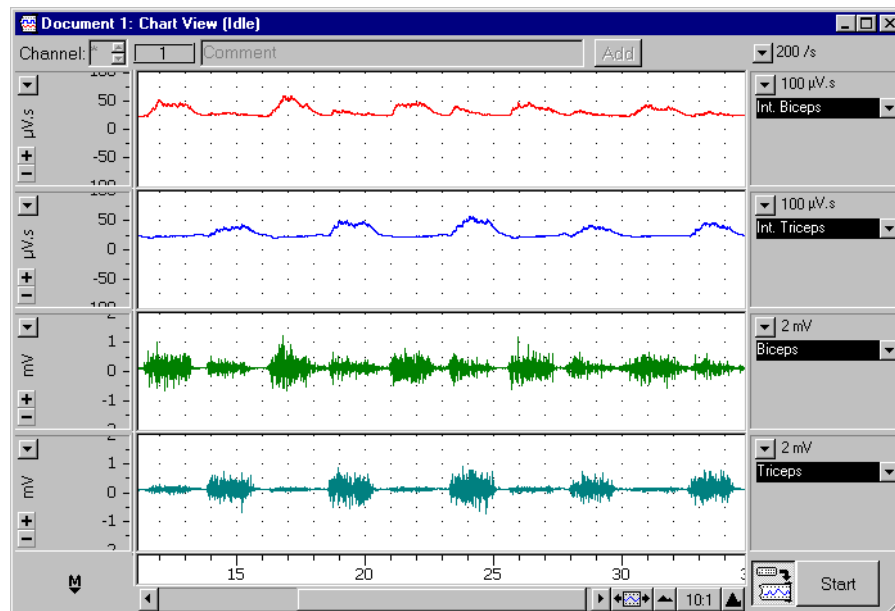 Document 1: Chart View (Idle)
Channel: * 1 Comment Add 200 /s
100 µV.s
Int. Biceps
50
0
-50
µV.s
+
−
100 µV.s
Int. Triceps
50
0
-50
µV.s
+
−
2 mV
Biceps
1
0
-1
mV
+
−
2 mV
Triceps
1
0
-1
mV
+
−
15 20 25 30
M
10:1
Start